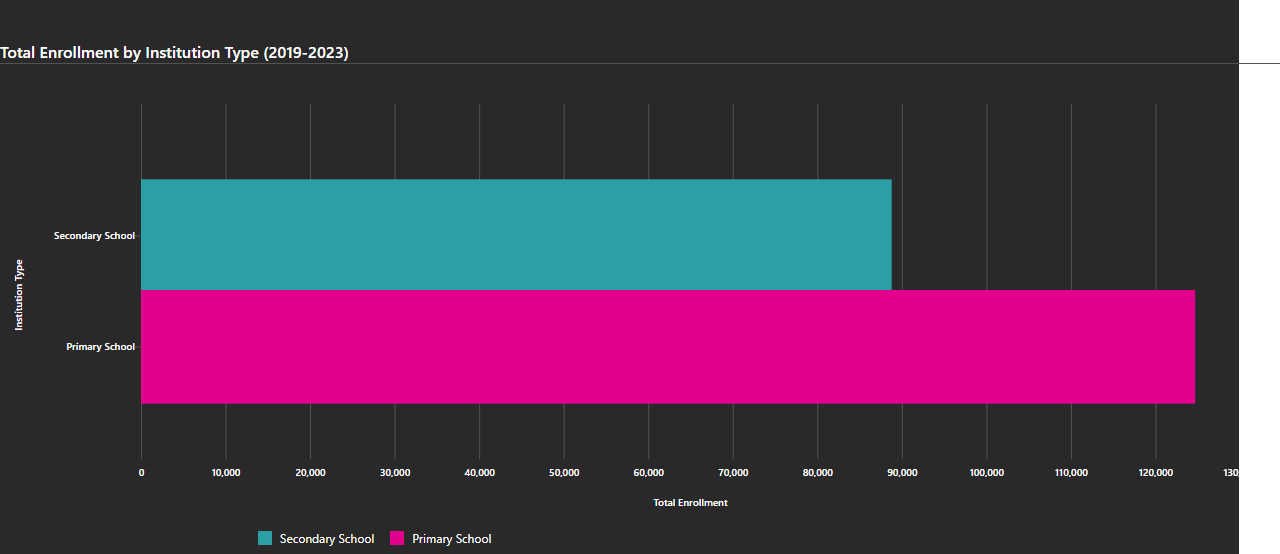 Total Enrollment by Institution Type (2019-2023)
Institution Type
Secondary School
Primary School
0 10,000 20,000 30,000 40,000 50,000 60,000 70,000 80,000 90,000 100,000 110,000 120,000 130,
Total Enrollment
Secondary School Primary School